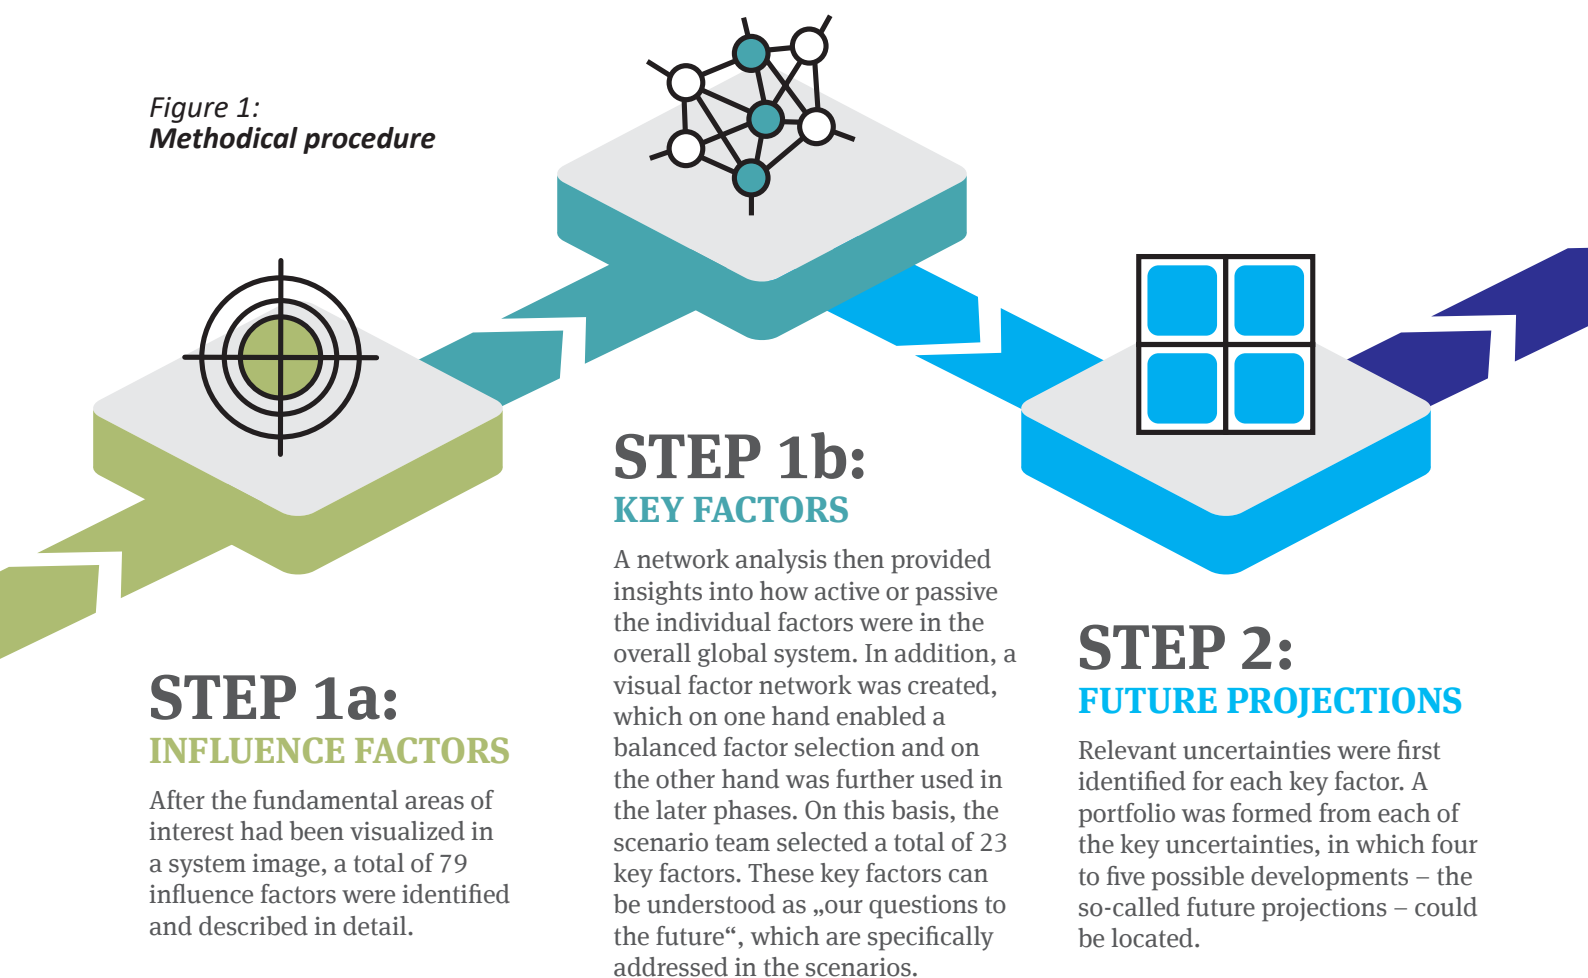 Figure 1:
Methodical procedure
STEP 1a:
INFLUENCE FACTORS
After the fundamental areas of
interest had been visualized in
a system image, a total of 79
influence factors were identified
and described in detail.
STEP 1b:
KEY FACTORS
A network analysis then provided
insights into how active or passive
the individual factors were in the
overall global system. In addition, a
visual factor network was created,
which on one hand enabled a
balanced factor selection and on
the other hand was further used in
the later phases. On this basis, the
scenario team selected a total of 23
key factors. These key factors can
be understood as „our questions to
the future“, which are specifically
addressed in the scenarios.
STEP 2:
FUTURE PROJECTIONS
Relevant uncertainties were first
identified for each key factor. A
portfolio was formed from each of
the key uncertainties, in which four
to five possible developments – the
so-called future projections – could
be located.